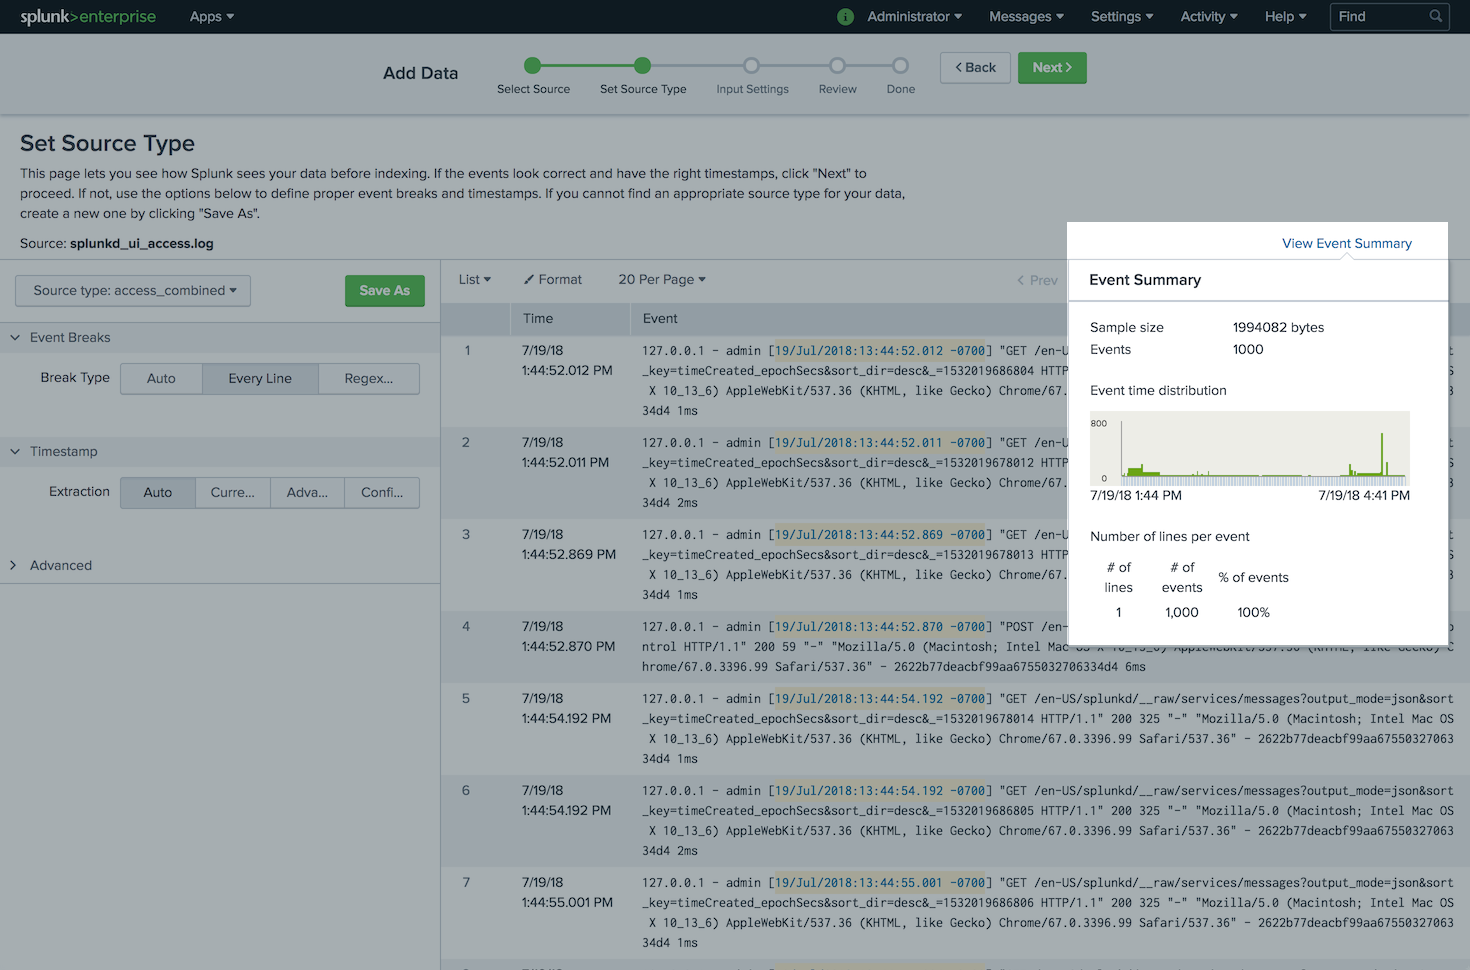 splunk>enterprise Apps Administrator Messages Settings Activity Help Find
Add Data
Select Source Set Source Type Input Settings Review Done
Back Next
Set Source Type
This page lets you see how Splunk sees your data before indexing. If the events look correct and have the right timestamps, click "Next" to
proceed. If not, use the options below to define proper event breaks and timestamps. If you cannot find an appropriate source type for your data,
create a new one by clicking "Save As".
Source: splunkd_ui_access.log
Source type: access_combined
Save As
Event Breaks
Break Type Auto Every Line Regex...
Timestamp
Extraction Auto Curre... Adva... Confi...
Advanced
List Format 20 Per Page Prev
Time Event
1 7/19/18 127.0.0.1 - admin [19/Jul/2018:13:44:52.012 -0700] "GET /en-U
1:44:52.012 PM _key=timeCreated_epochSecs&sort_dir=desc&_=1532019686804 HTTP
X 10_13_6) AppleWebKit/537.36 (KHTML, like Gecko) Chrome/67.
34d4 1ms
2 7/19/18 127.0.0.1 - admin [19/Jul/2018:13:44:52.011 -0700] "GET /en-U
1:44:52.011 PM _key=timeCreated_epochSecs&sort_dir=desc&_=1532019678012 HTTP
X 10_13_6) AppleWebKit/537.36 (KHTML, like Gecko) Chrome/67.
34d4 2ms
3 7/19/18 127.0.0.1 - admin [19/Jul/2018:13:44:52.869 -0700] "GET /en-U
1:44:52.869 PM _key=timeCreated_epochSecs&sort_dir=desc&_=1532019678013 HTTP
X 10_13_6) AppleWebKit/537.36 (KHTML, like Gecko) Chrome/67.
34d4 1ms
4 7/19/18 127.0.0.1 - admin [19/Jul/2018:13:44:52.870 -0700] "POST /en-
1:44:52.870 PM ntrol HTTP/1.1" 200 59 "-" "Mozilla/5.0 (Macintosh; Intel Mac OS X 10_13_6) AppleWebKit/537.36 (KHTML, like Gecko) C
hrome/67.0.3396.99 Safari/537.36" - 2622b77deacbf99aa6755032706334d4 6ms
5 7/19/18 127.0.0.1 - admin [19/Jul/2018:13:44:54.192 -0700] "GET /en-US/splunkd/__raw/services/messages?output_mode=json&sort
1:44:54.192 PM _key=timeCreated_epochSecs&sort_dir=desc&_=1532019678014 HTTP/1.1" 200 325 "-" "Mozilla/5.0 (Macintosh; Intel Mac OS
X 10_13_6) AppleWebKit/537.36 (KHTML, like Gecko) Chrome/67.0.3396.99 Safari/537.36" - 2622b77deacbf99aa67550327063
34d4 1ms
6 7/19/18 127.0.0.1 - admin [19/Jul/2018:13:44:54.192 -0700] "GET /en-US/splunkd/__raw/services/messages?output_mode=json&sort
1:44:54.192 PM _key=timeCreated_epochSecs&sort_dir=desc&_=1532019686805 HTTP/1.1" 200 325 "-" "Mozilla/5.0 (Macintosh; Intel Mac OS
X 10_13_6) AppleWebKit/537.36 (KHTML, like Gecko) Chrome/67.0.3396.99 Safari/537.36" - 2622b77deacbf99aa67550327063
34d4 2ms
7 7/19/18 127.0.0.1 - admin [19/Jul/2018:13:44:55.001 -0700] "GET /en-US/splunkd/__raw/services/messages?output_mode=json&sort
1:44:55.001 PM _key=timeCreated_epochSecs&sort_dir=desc&_=1532019686806 HTTP/1.1" 200 325 "-" "Mozilla/5.0 (Macintosh; Intel Mac OS
X 10_13_6) AppleWebKit/537.36 (KHTML, like Gecko) Chrome/67.0.3396.99 Safari/537.36" - 2622b77deacbf99aa67550327063
34d4 1ms
View Event Summary
Event Summary
Sample size 1994082 bytes
Events 1000
Event time distribution
800
0
7/19/18 1:44 PM 7/19/18 4:41 PM
Number of lines per event
# of lines # of events % of events
1 1,000 100%